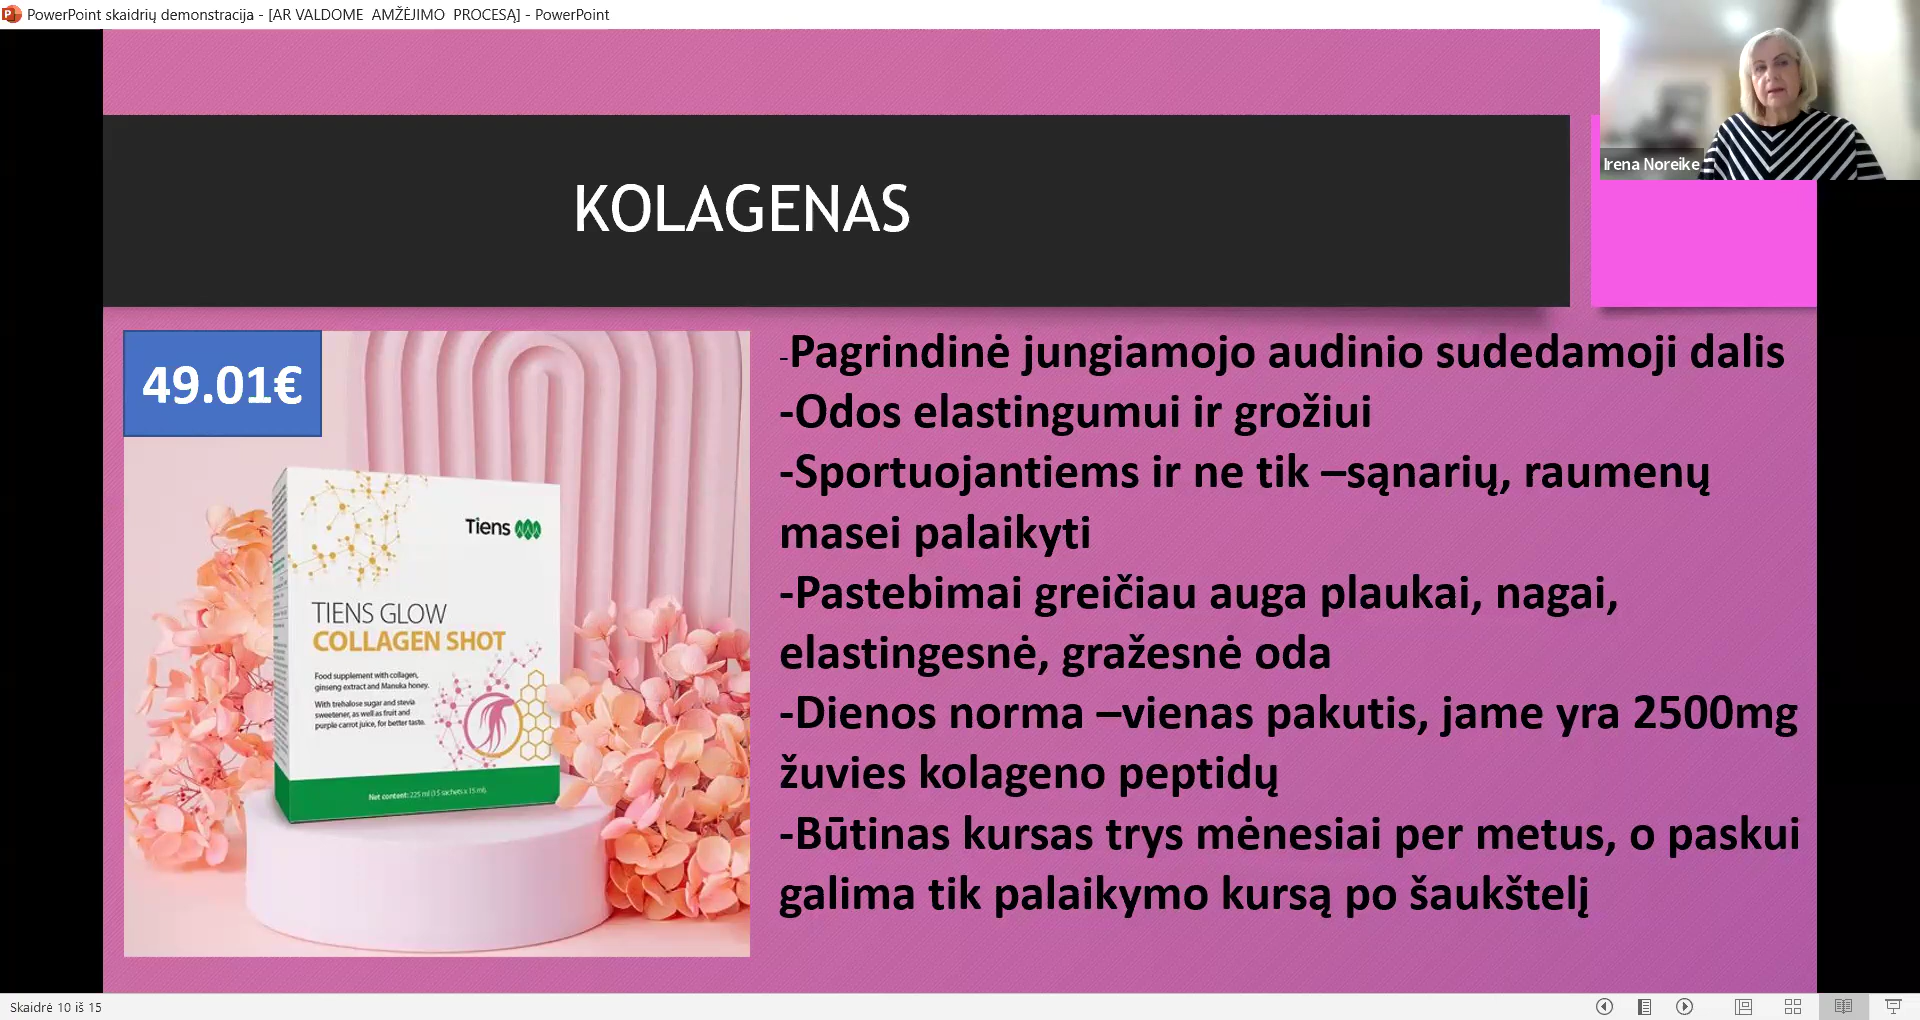 PowerPoint skaidrių demonstracija - [AR VALDOME  AMŽĖJIMO  PROCESĄ] - PowerPoint
Irena Noreike
KOLAGENAS
49.01€
Tiens
TIENS GLOW
COLLAGEN SHOT
Food supplement with collagen,
ginseng extract and Manuka honey.
With trehalose sugar and stevia
sweetener, as well as fruit and
purple carrot juice, for better taste.
Net content: 225 ml (15 sachets x 15 ml).
-Pagrindinė jungiamojo audinio sudedamoji dalis
-Odos elastingumui ir grožiui
-Sportuojantiems ir ne tik –sąnarių, raumenų
masei palaikyti
-Pastebimai greičiau auga plaukai, nagai,
elastingesnė, gražesnė oda
-Dienos norma –vienas pakutis, jame yra 2500mg
žuvies kolageno peptidų
-Būtinas kursas trys mėnesiai per metus, o paskui
galima tik palaikymo kursą po šaukštelį
Skaidrė 10 iš 15